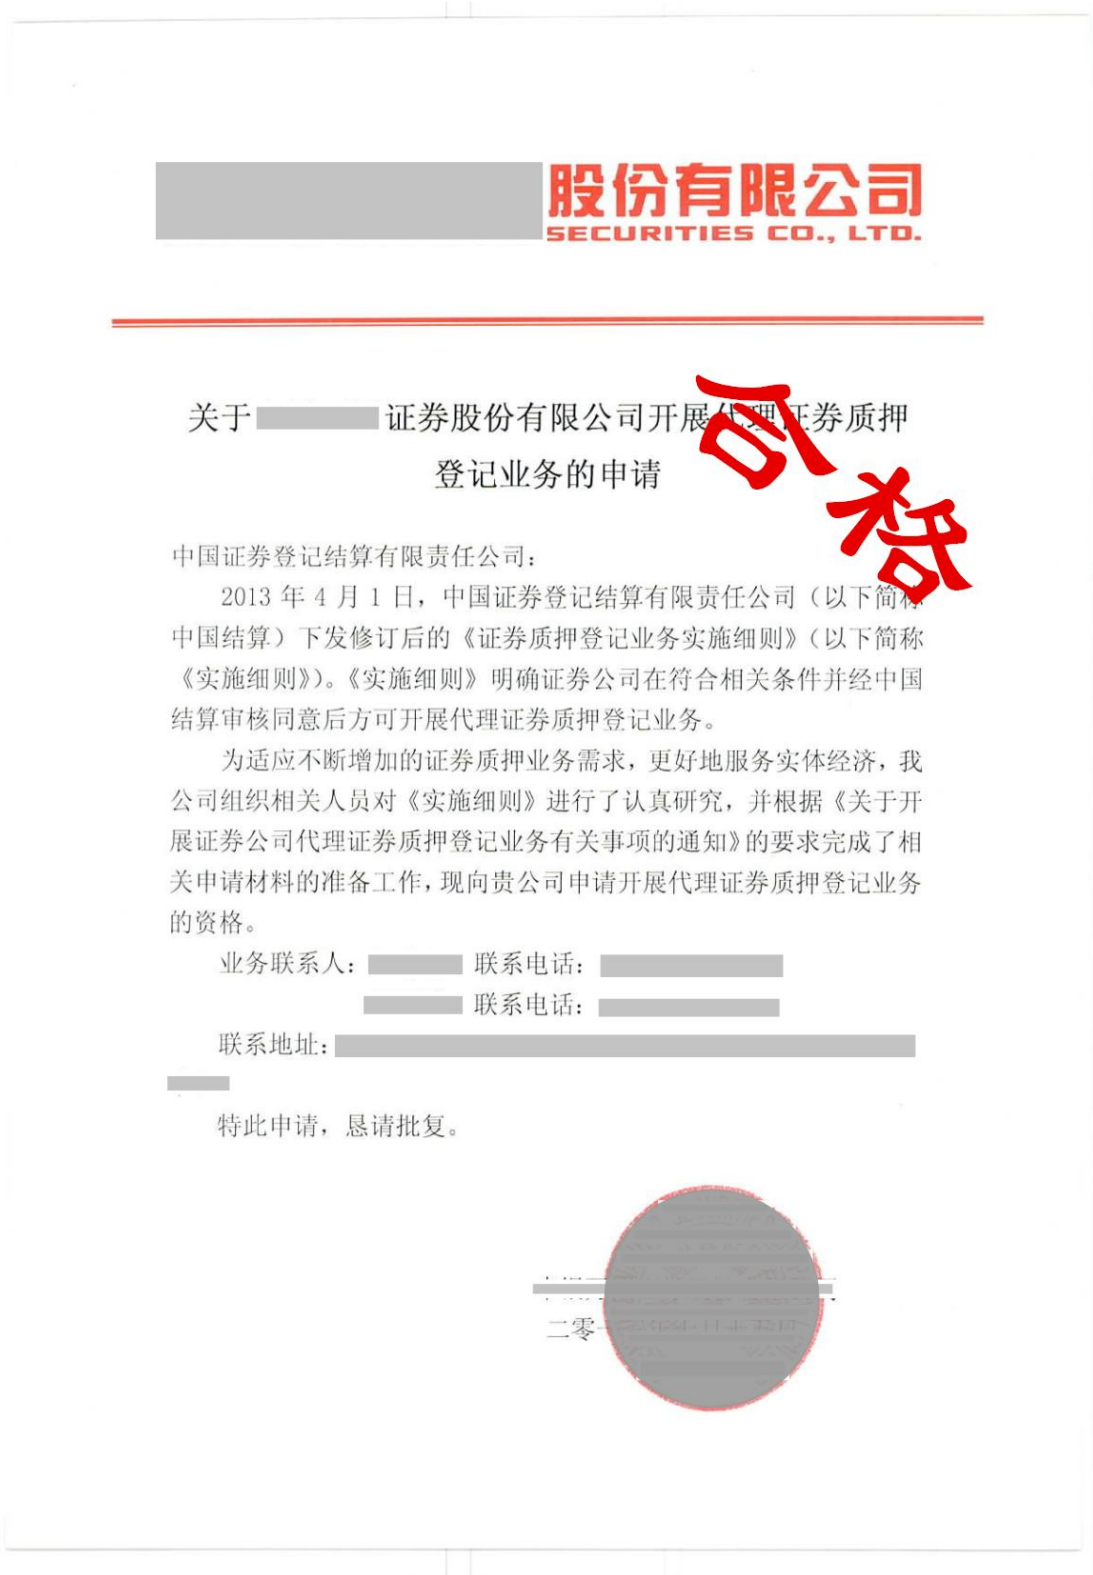 股份有限公司
SECURITIES CO., LTD.
关于 证券股份有限公司开展代理证券质押
登记业务的申请
合格
中国证券登记结算有限责任公司：
2013 年 4 月 1 日，中国证券登记结算有限责任公司（以下简称
中国结算）下发修订后的《证券质押登记业务实施细则》（以下简称
《实施细则》）。《实施细则》明确证券公司在符合相关条件并经中国
结算审核同意后方可开展代理证券质押登记业务。
为适应不断增加的证券质押业务需求，更好地服务实体经济，我
公司组织相关人员对《实施细则》进行了认真研究，并根据《关于开
展证券公司代理证券质押登记业务有关事项的通知》的要求完成了相
关申请材料的准备工作，现向贵公司申请开展代理证券质押登记业务
的资格。
业务联系人： 联系电话：
联系电话：
联系地址：
特此申请，恳请批复。
二零